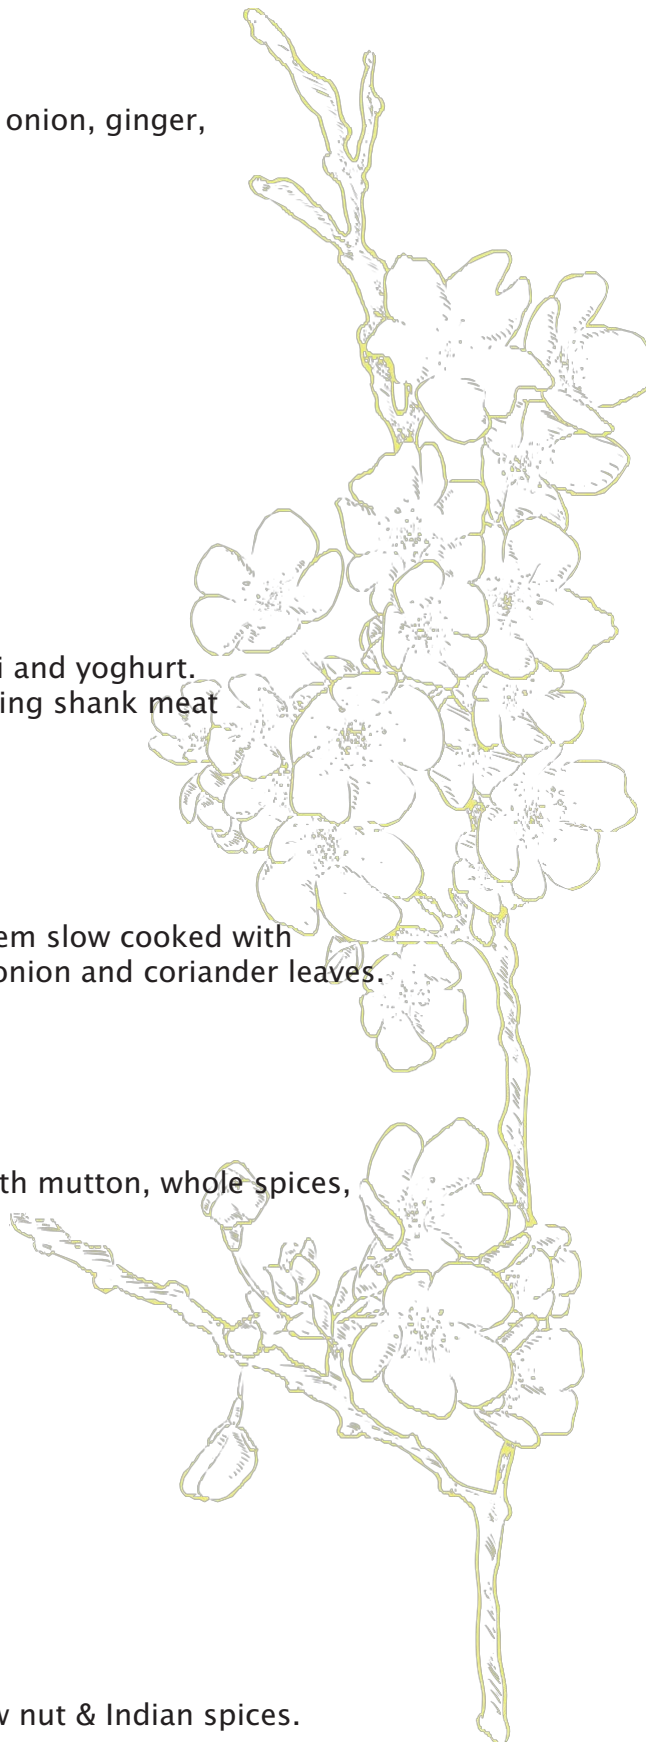 onion, ginger,
i and yoghurt.
ing shank meat
em slow cooked with
onion and coriander leaves.
th mutton, whole spices,
w nut & Indian spices.